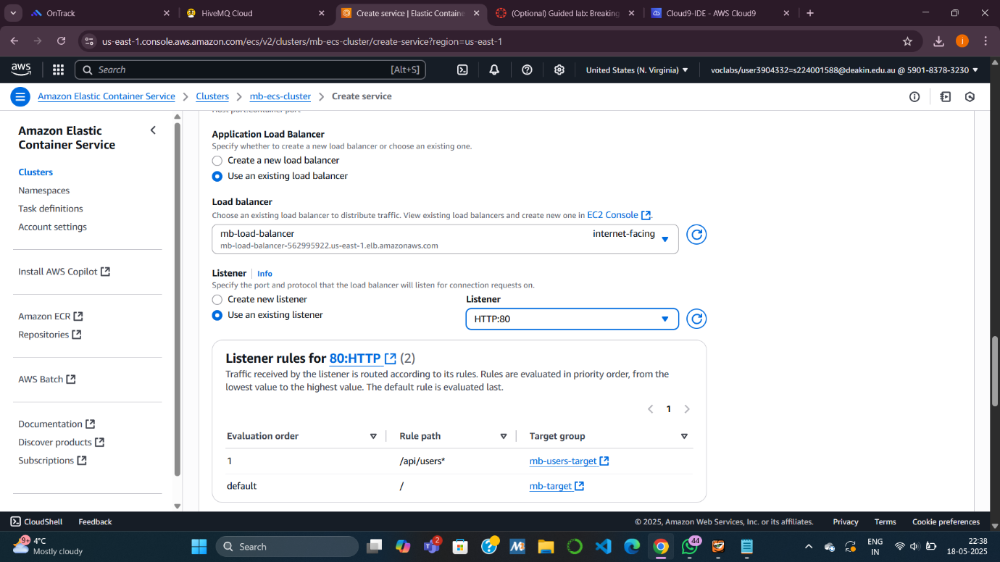 OnTrack
HiveMQ Cloud
Create service | Elastic Containe
(Optional) Guided lab: Breaking
Cloud9-IDE - AWS Cloud9
us-east-1.console.aws.amazon.com/ecs/v2/clusters/mb-ecs-cluster/create-service?region=us-east-1
j
aws
Search
[Alt+S]
United States (N. Virginia)
voclabs/user3904332=s224001588@deakin.edu.au @ 5901-8378-3230
Amazon Elastic Container Service
Clusters
mb-ecs-cluster
Create service
Amazon Elastic
Container Service
Clusters
Namespaces
Task definitions
Account settings
Install AWS Copilot
Amazon ECR
Repositories
AWS Batch
Documentation
Discover products
Subscriptions
Host port:Container port
Application Load Balancer
Specify whether to create a new load balancer or choose an existing one.
Create a new load balancer
Use an existing load balancer
Load balancer
Choose an existing load balancer to distribute traffic. View existing load balancers and create new one in EC2 Console.
mb-load-balancer
internet-facing
mb-load-balancer-562995922.us-east-1.elb.amazonaws.com
Listener
Info
Specify the port and protocol that the load balancer will listen for connection requests on.
Create new listener
Use an existing listener
Listener
HTTP:80
Listener rules for 80:HTTP (2)
Traffic received by the listener is routed according to its rules. Rules are evaluated in priority order, from the
lowest value to the highest value. The default rule is evaluated last.
1
Evaluation order
Rule path
Target group
1
/api/users*
mb-users-target
default
/
mb-target
CloudShell
Feedback
© 2025, Amazon Web Services, Inc. or its affiliates.
Privacy
Terms
Cookie preferences
9+
4°C
Mostly cloudy
Search
2
44
ENG
IN
22:38
18-05-2025